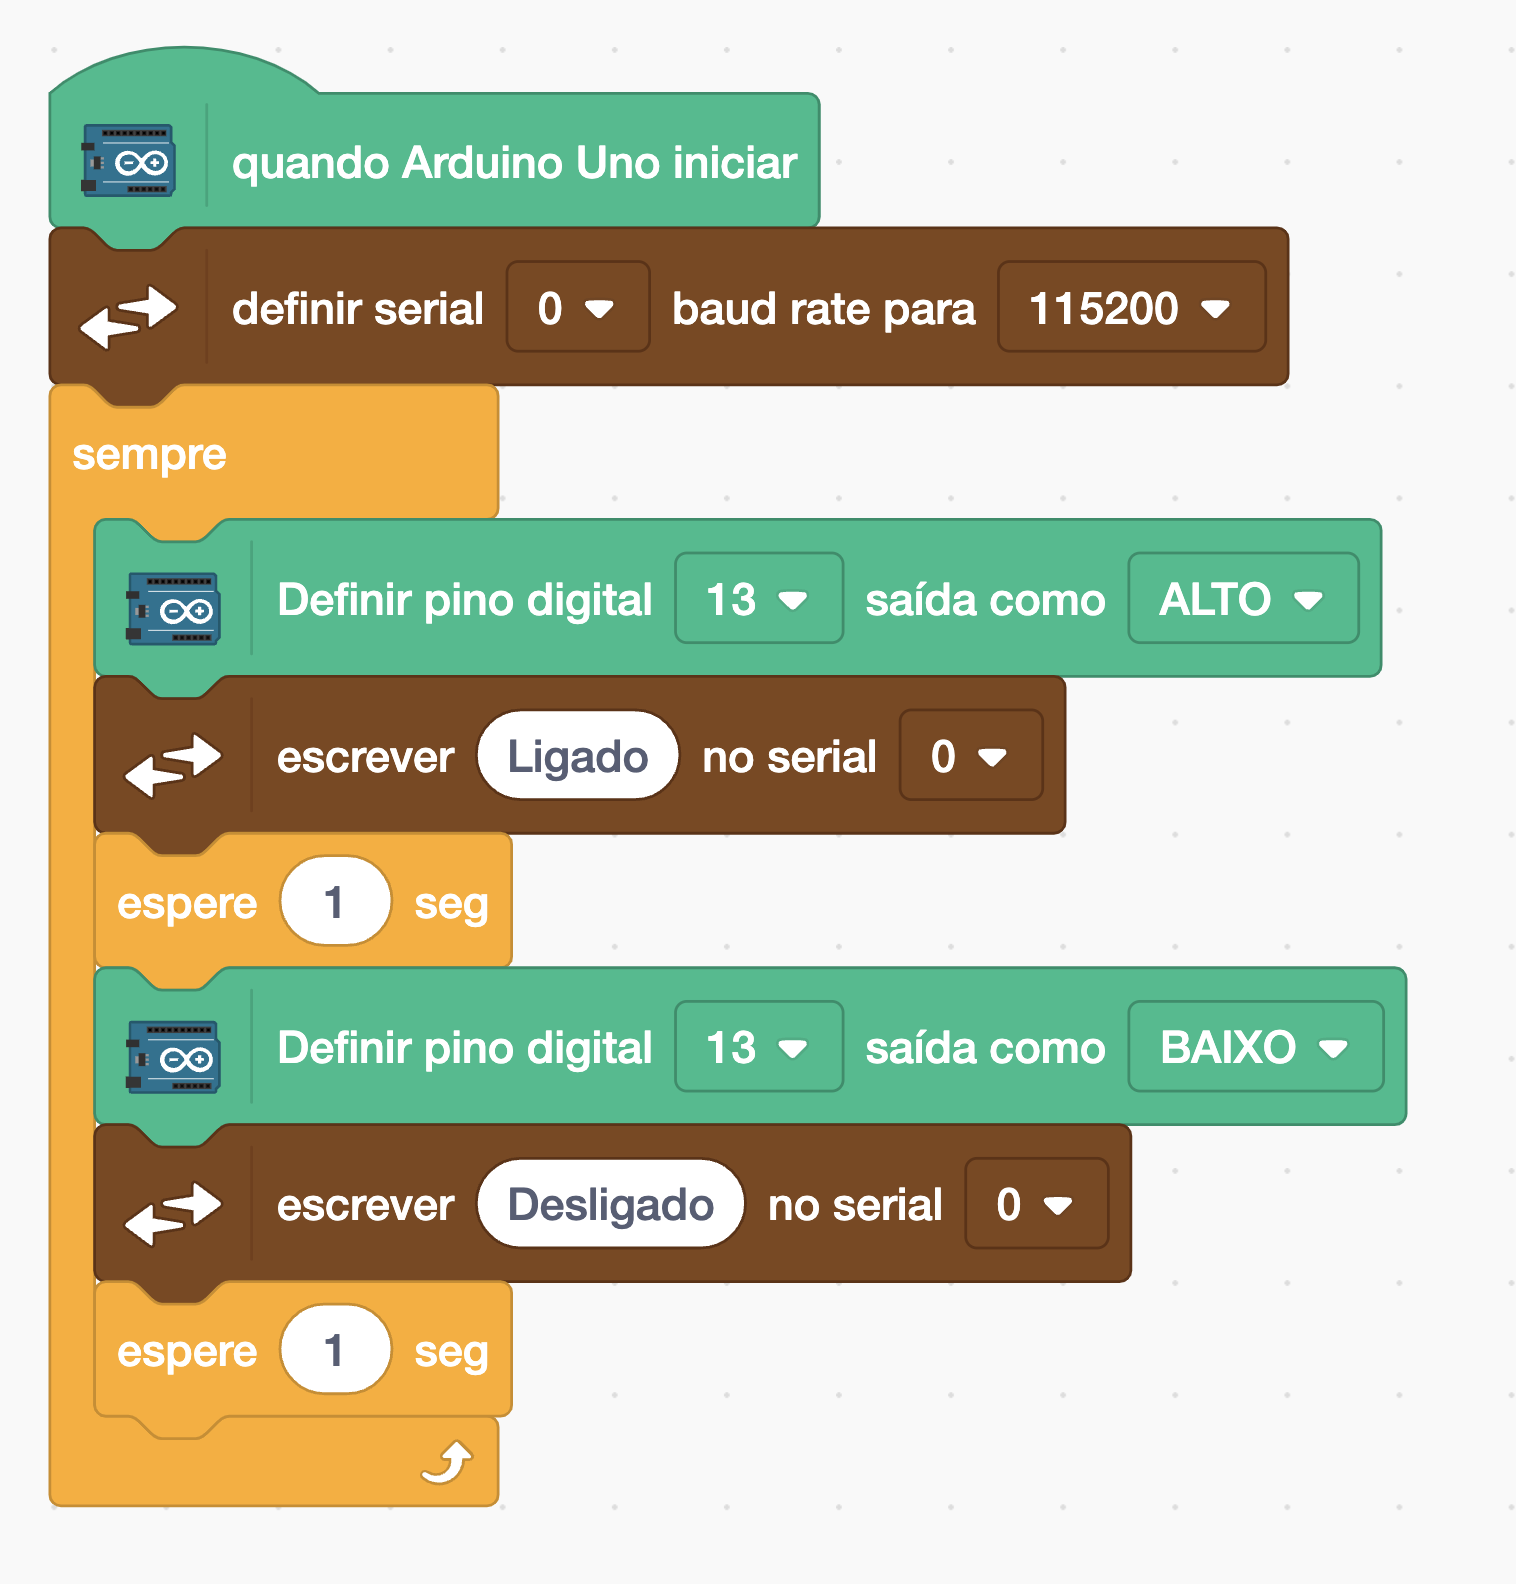 quando Arduino Uno iniciar
definir serial 0 baud rate para 115200
sempre
Definir pino digital 13 saída como ALTO
escrever Ligado no serial 0
espere 1 seg
Definir pino digital 13 saída como BAIXO
escrever Desligado no serial 0
espere 1 seg